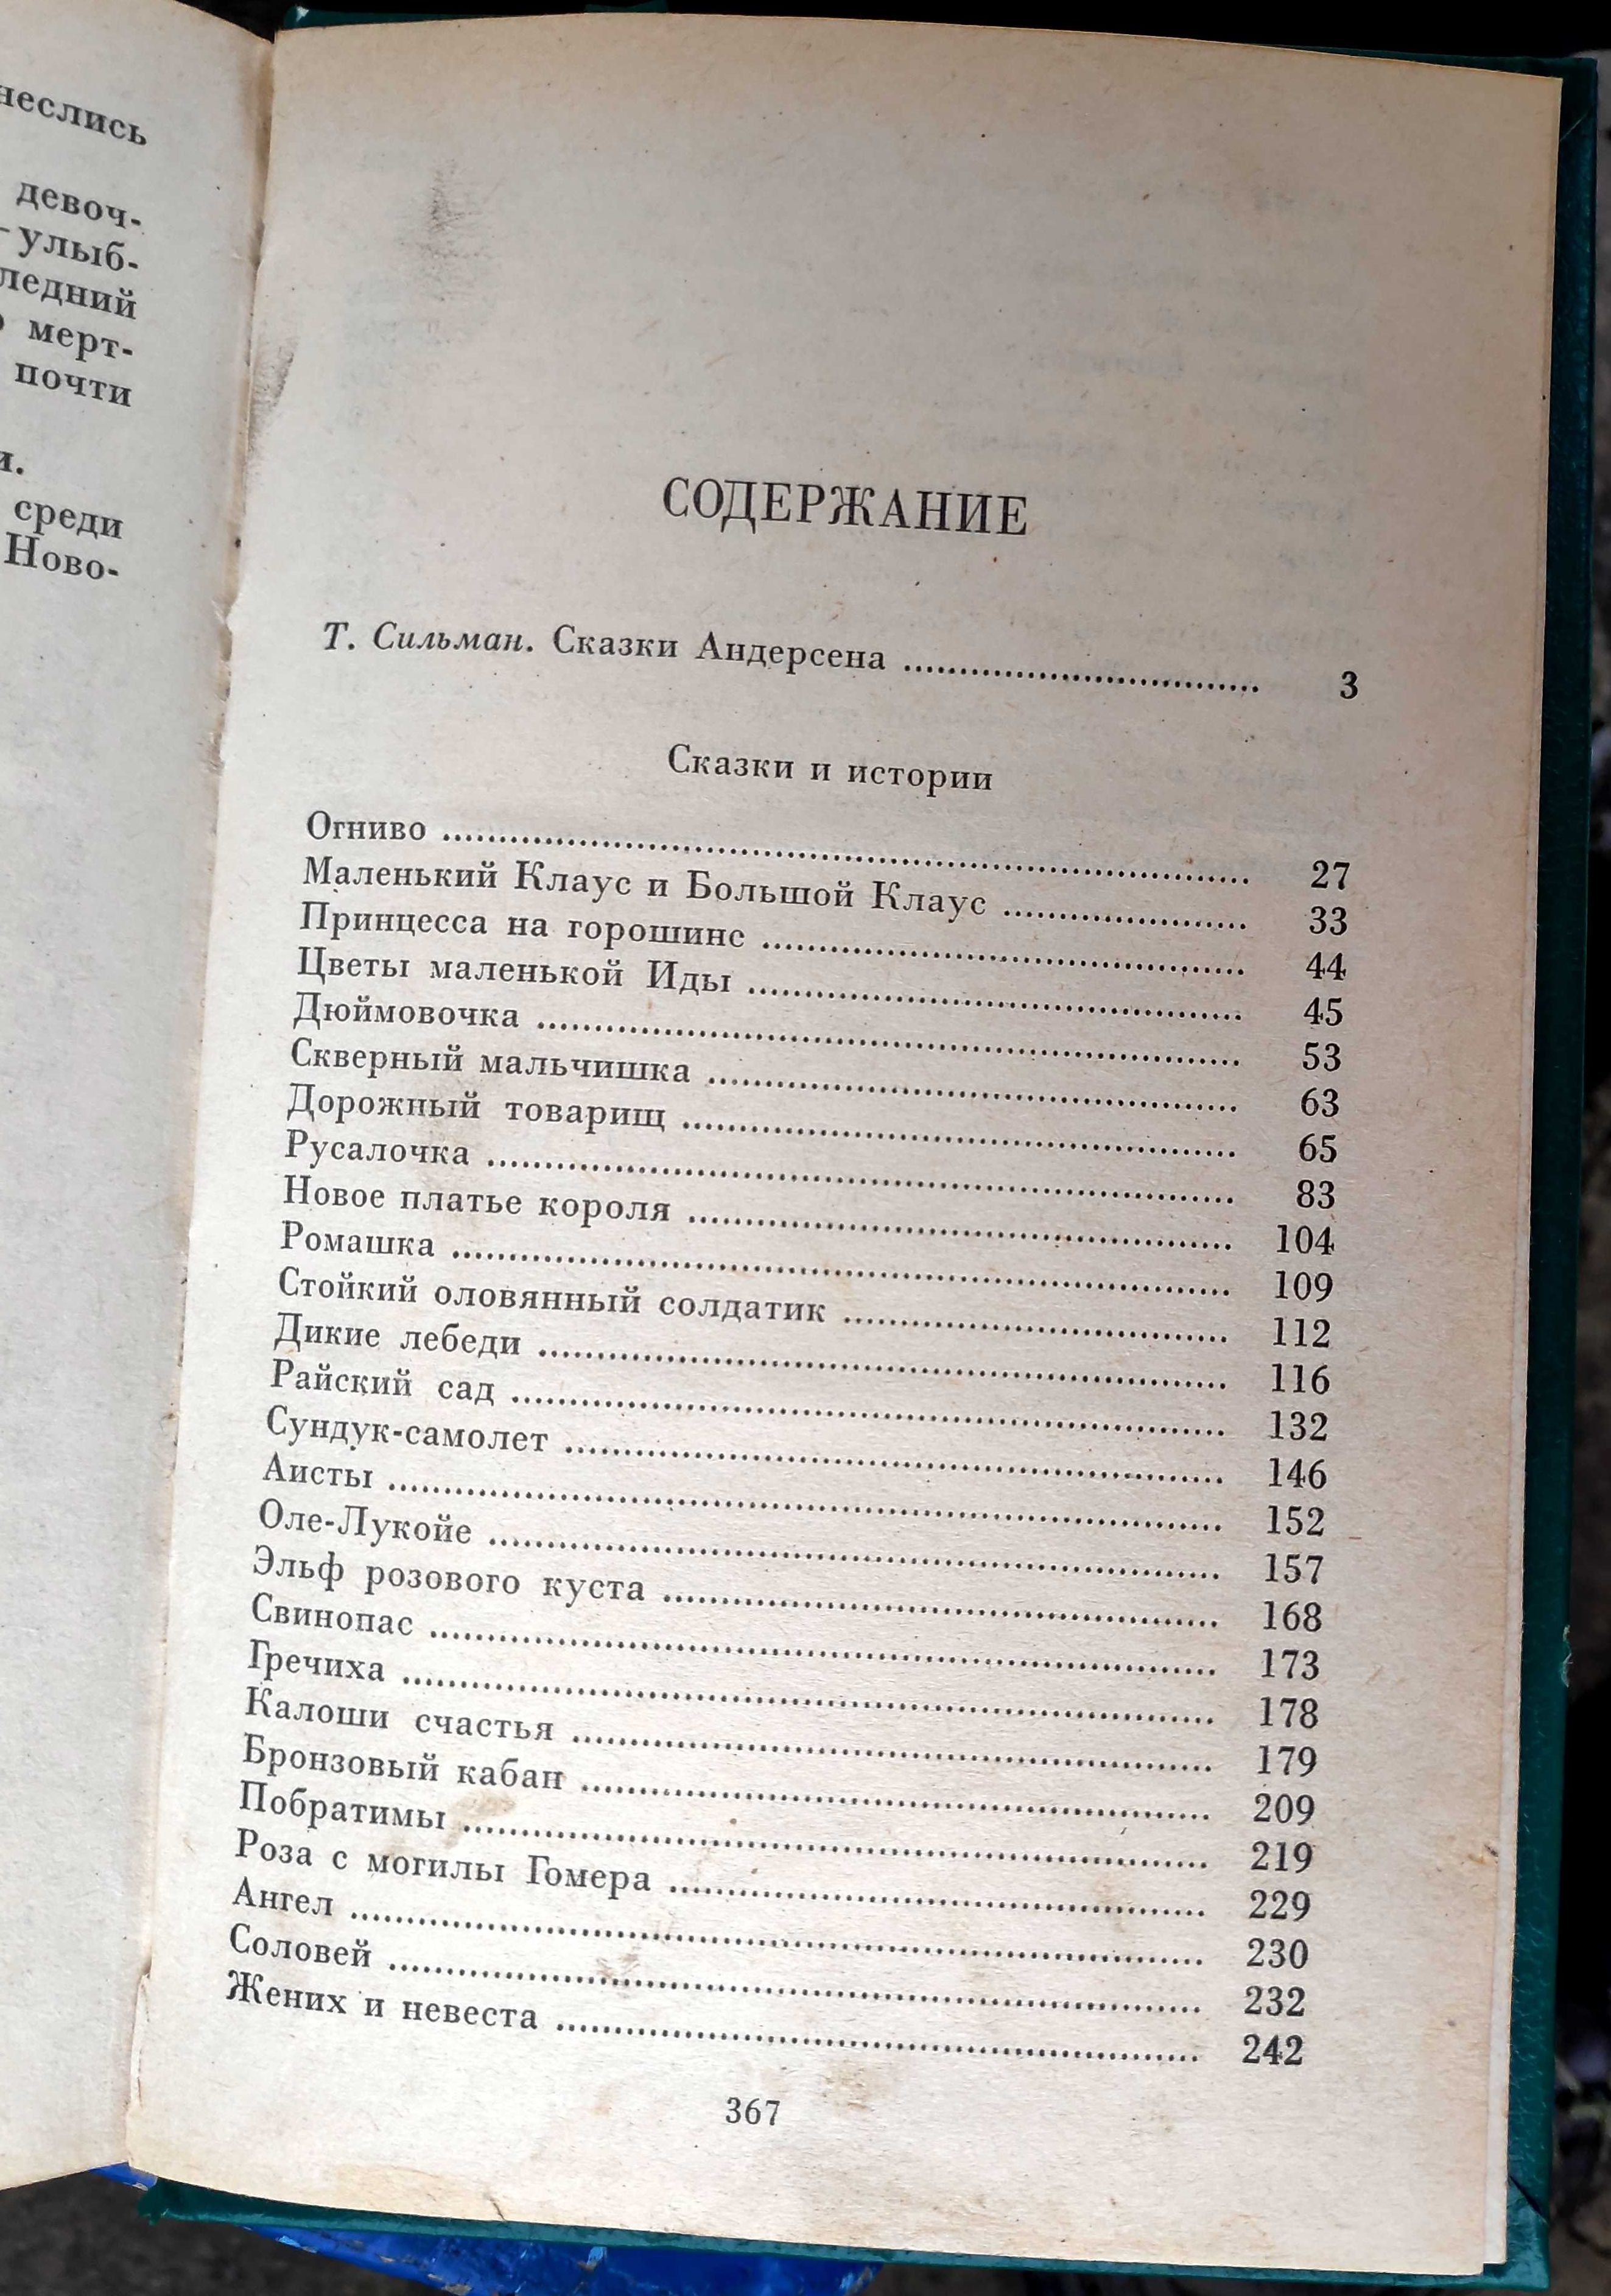 неслись
девоч-
- улыб-
ледний
мерт-
почти
и.
среди
Ново-
СОДЕРЖАНИЕ
Т. Сильман. Сказки Андерсена ................................ 3
Сказки и истории
Огниво ................................ 27
Маленький Клаус и Большой Клаус ................................ 33
Принцесса на горошине ................................ 44
Цветы маленькой Иды ................................ 45
Дюймовочка ................................ 53
Скверный мальчишка ................................ 63
Дорожный товарищ ................................ 65
Русалочка ................................ 83
Новое платье короля ................................ 104
Ромашка ................................ 109
Стойкий оловянный солдатик ................................ 112
Дикие лебеди ................................ 116
Райский сад ................................ 132
Сундук-самолет ................................ 146
Аисты ................................ 152
Оле-Лукойе ................................ 157
Эльф розового куста ................................ 168
Свинопас ................................ 173
Гречиха ................................ 178
Калоши счастья ................................ 179
Бронзовый кабан ................................ 209
Побратимы ................................ 219
Роза с могилы Гомера ................................ 229
Ангел ................................ 230
Соловей ................................ 232
Жених и невеста ................................ 242
367